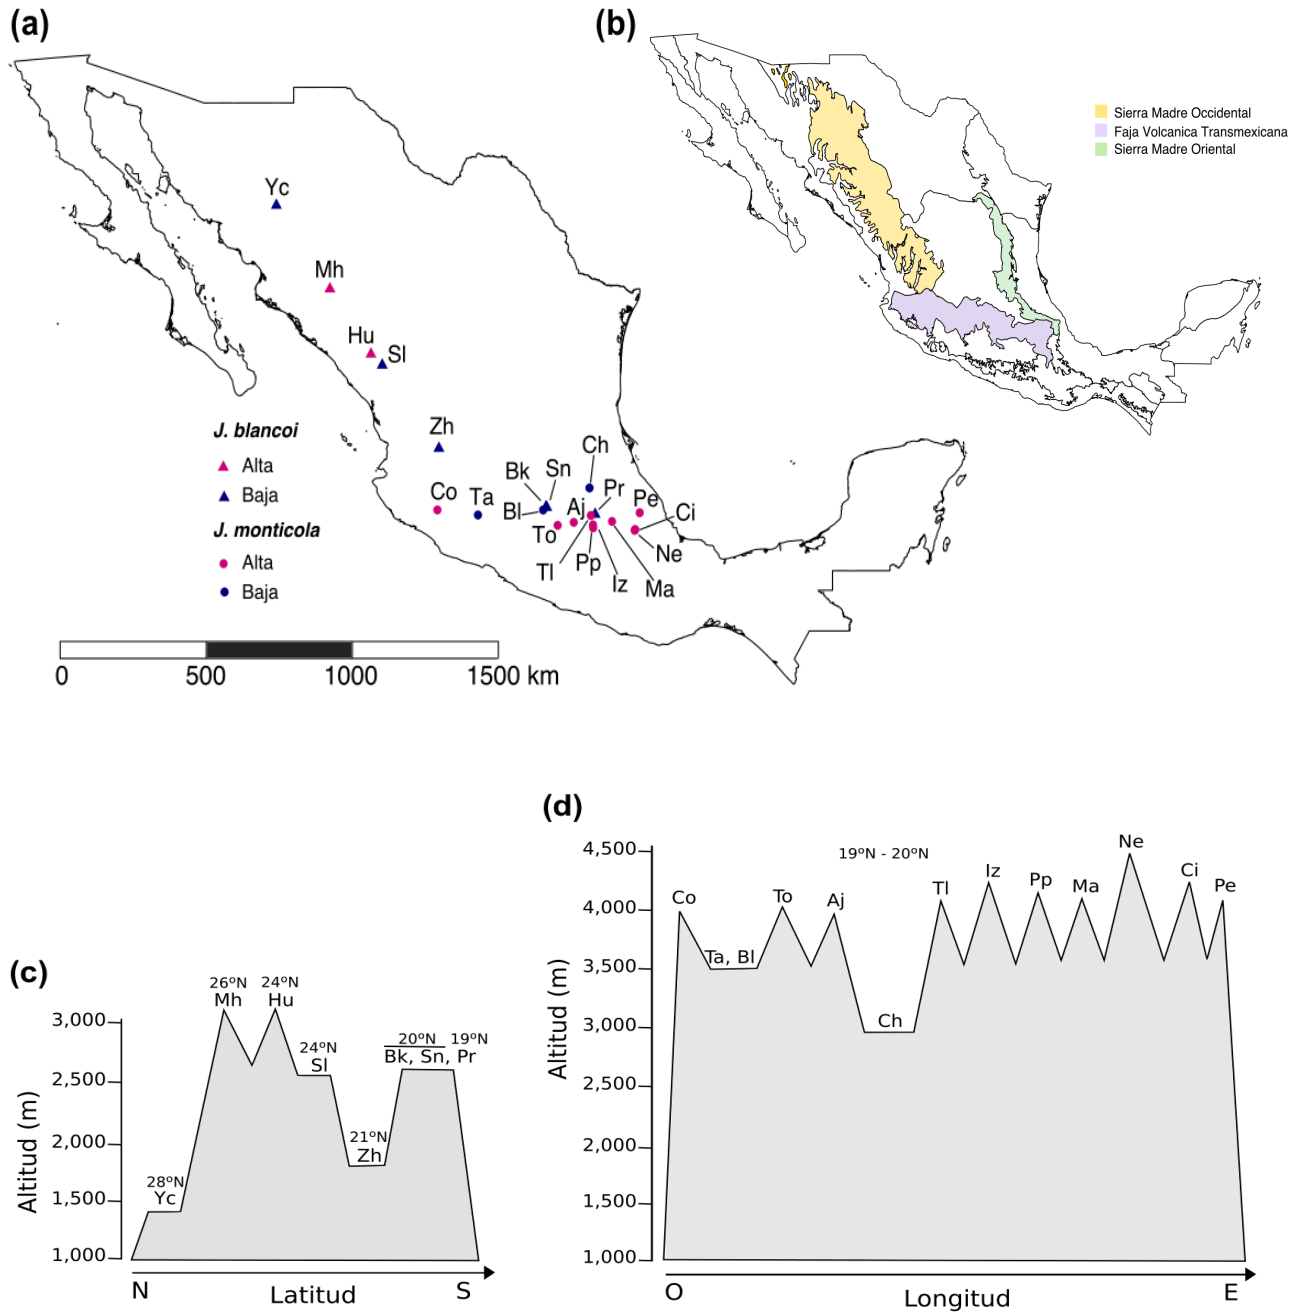 (a)
Yc
Mh
Hu
Sl
Zh
Co
Ta
Bk
Sn
Bl
To
Aj
Ch
Pr
Pe
Ci
Ne
Tl
Pp
Iz
Ma
J. blancoi
Alta
Baja
J. monticola
Alta
Baja
0 500 1000 1500 km
(b)
Sierra Madre Occidental
Faja Volcanica Transmexicana
Sierra Madre Oriental
(c)
Altitud (m)
3,000
2,500
2,000
1,500
1,000
28ºN
Yc
26ºN
Mh
24ºN
Hu
24ºN
Sl
21ºN
Zh
20ºN 19ºN
Bk, Sn, Pr
N Latitud S
(d)
Altitud (m)
4,500
4,000
3,500
3,000
2,500
2,000
1,500
1,000
19ºN - 20ºN
Co
Ta, Bl
To
Aj
Ch
Tl
Iz
Pp
Ma
Ne
Ci
Pe
O Longitud E